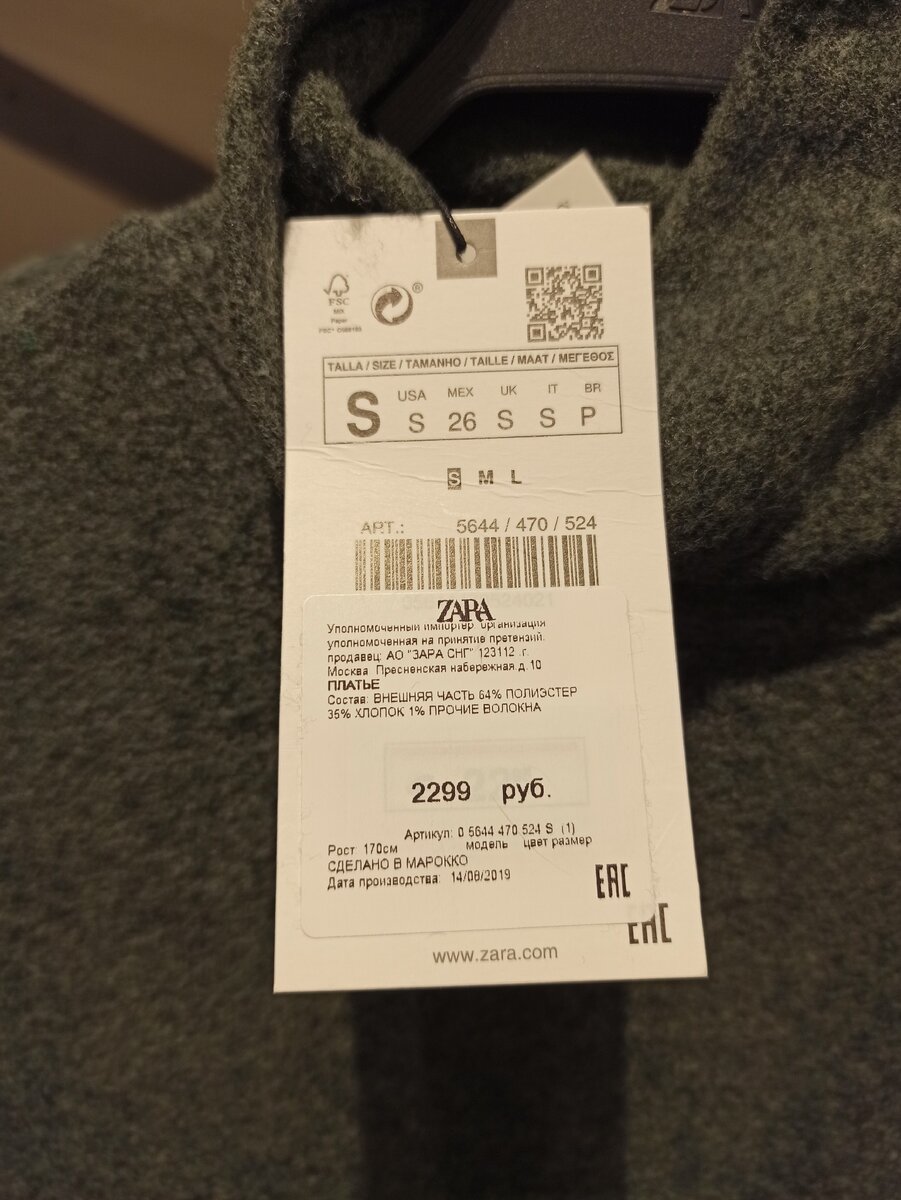 FSC
MIX
Paper
®
TALLA / SIZE / TAMANHO / TAILLE / MAAT / ΜΕΓΕΘΟΣ
S USA MEX UK IT BR
S 26 S S P
S M L
ART.: 5644 / 470 / 524
ZARA
Уполномоченный импортер организация
уполномоченная на принятие претензий.
продавец: АО "ЗАРА СНГ" 123112 .г.
Москва. Пресненская набережная.д.10
ПЛАТЬЕ
Состав: ВНЕШНЯЯ ЧАСТЬ 64% ПОЛИЭСТЕР
35% ХЛОПОК 1% ПРОЧИЕ ВОЛОКНА
2299 руб.
Артикул: 0 5644 470 524 S (1)
Рост: 170см модель цвет размер
СДЕЛАНО В МАРОККО
Дата производства: 14/08/2019
EAC
EAC
www.zara.com